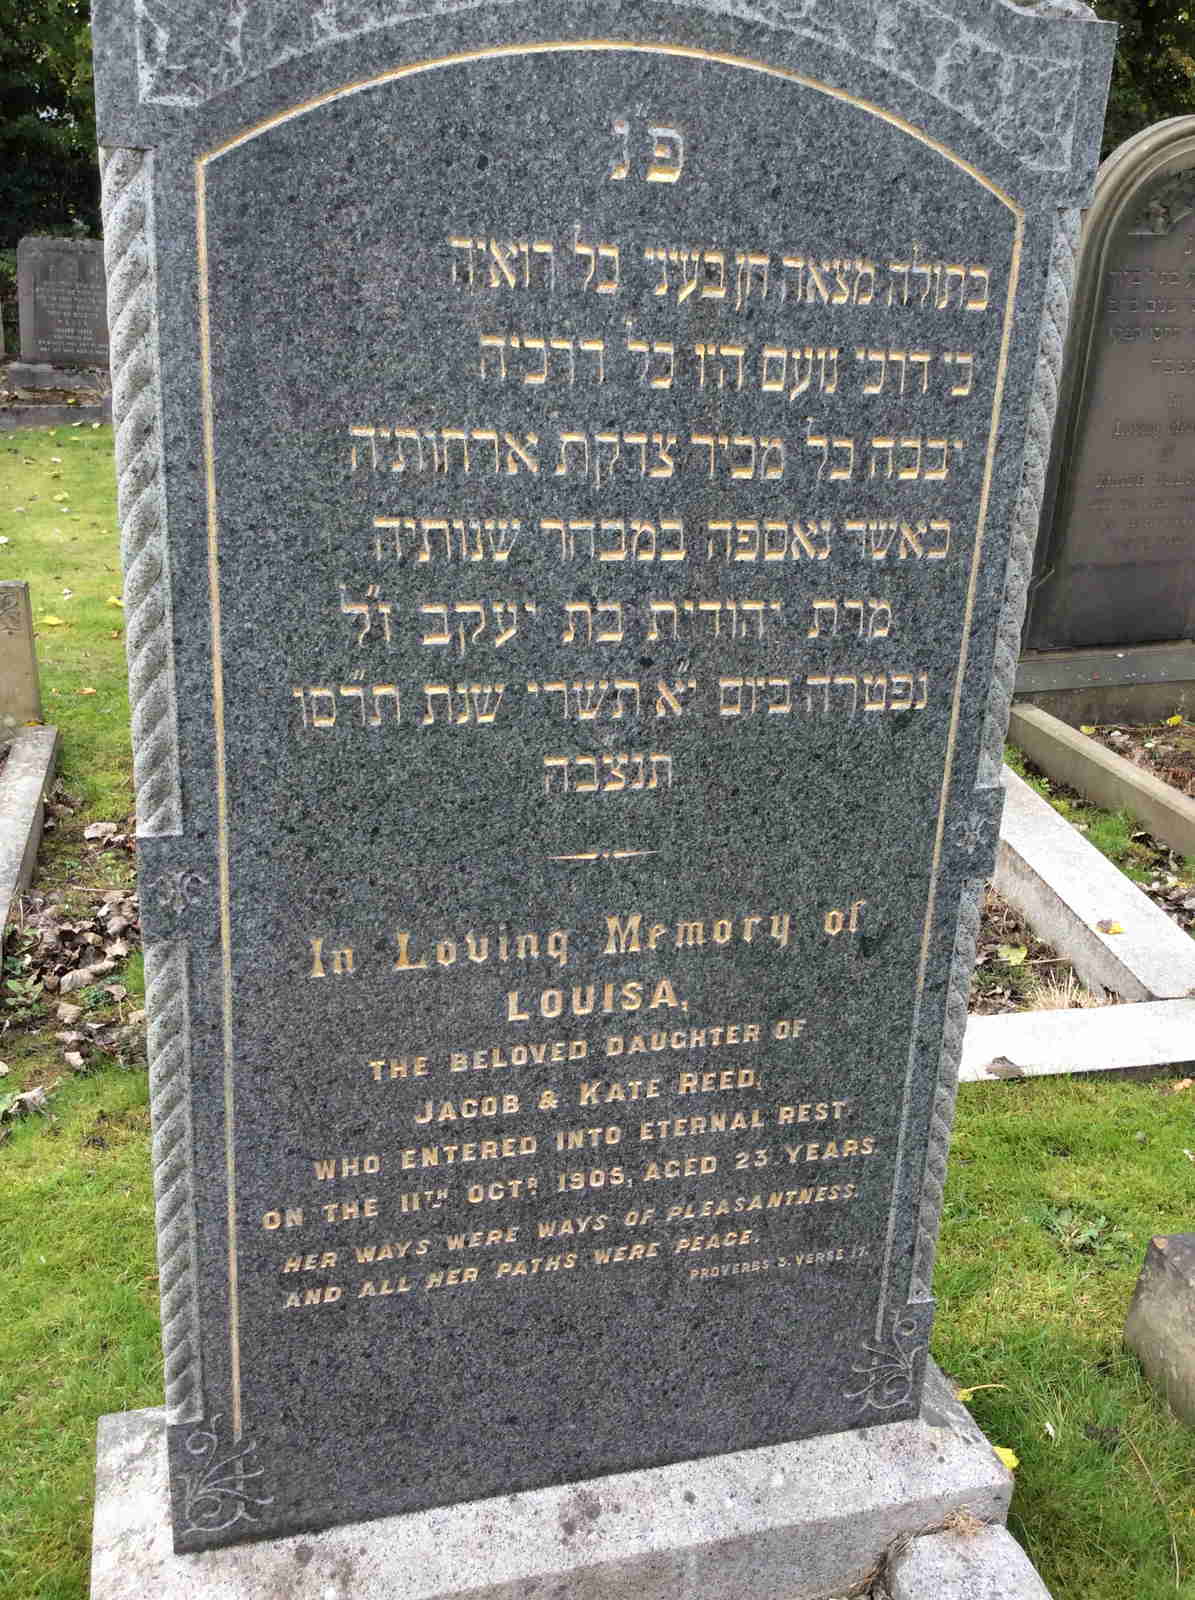 פ״נ
בתולה מצאה חן בעיני כל רואיה
כי דרכי נועם היו כל דרכיה
יבכה כל מכיר צדקת ארחותיה
כאשר נאספה במבחר שנותיה
מרת יהודית בת יעקב ז״ל
נפטרה ביום י״א תשרי שנת תרס״ו
תנצבה
In Loving Memory of
LOUISA,
THE BELOVED DAUGHTER OF
JACOB & KATE REED,
WHO ENTERED INTO ETERNAL REST
ON THE 11TH OCTR. 1905, AGED 23 YEARS
HER WAYS WERE WAYS OF PLEASANTNESS.
AND ALL HER PATHS WERE PEACE.
PROVERBS 3. VERSE 17.